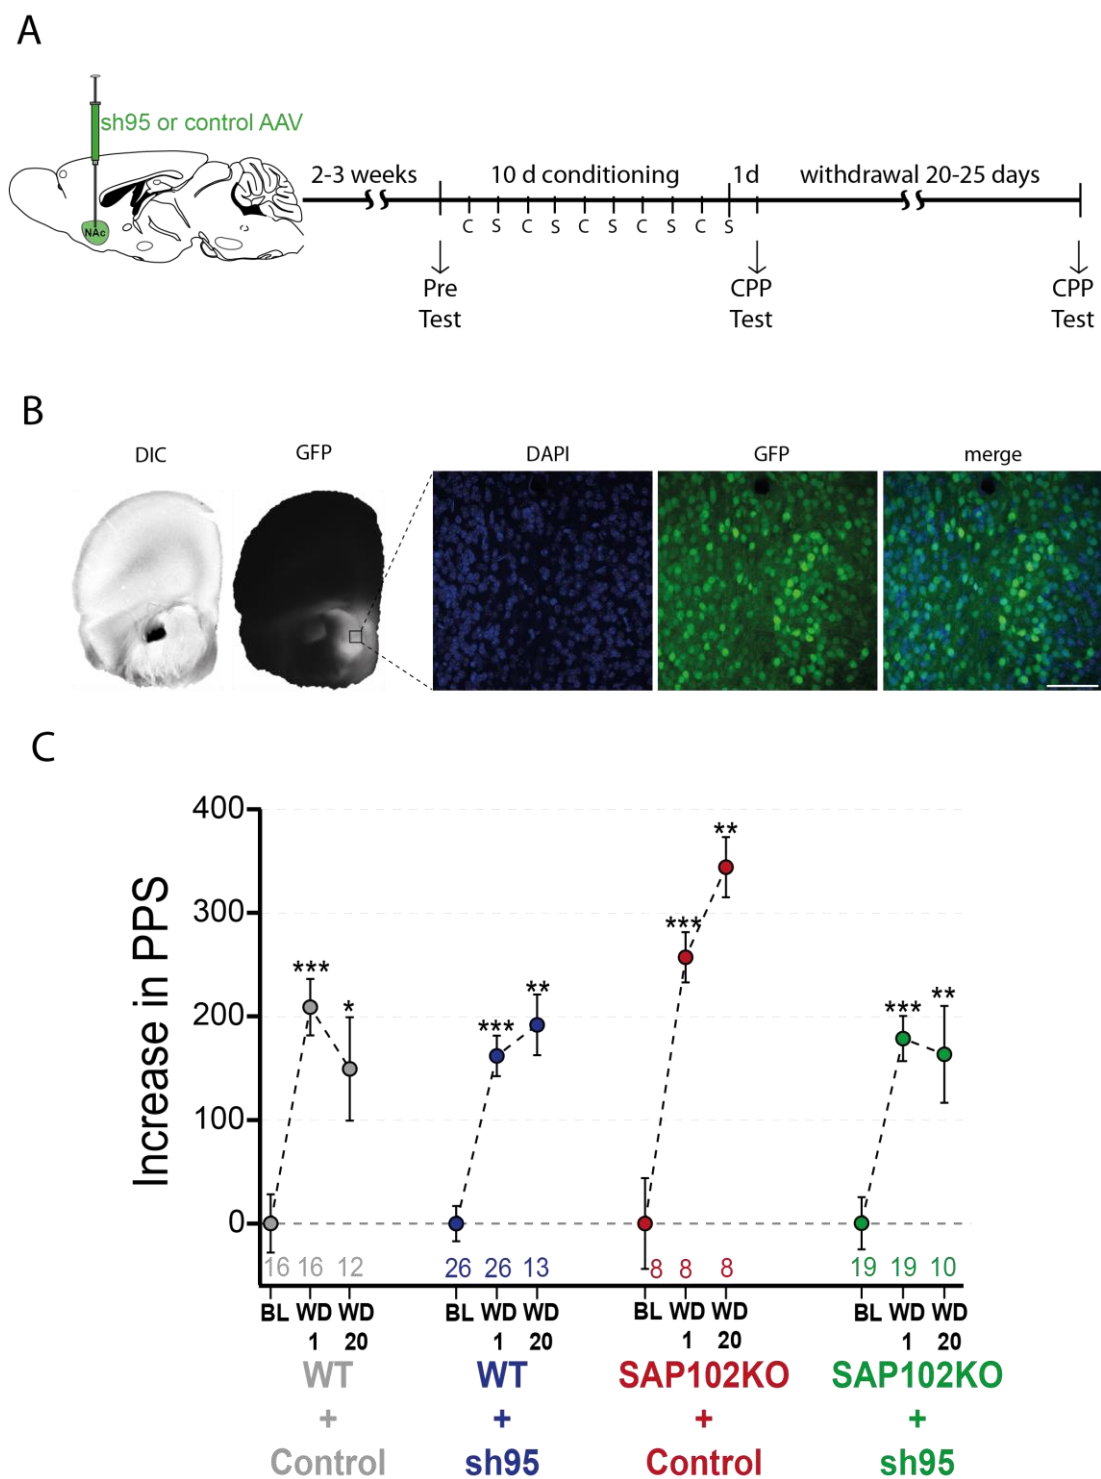 A
sh95 or control AAV
NAc
2-3 weeks
10 d conditioning
1d
withdrawal 20-25 days
C S C S C S C S C S
Pre
Test
CPP
Test
CPP
Test
B
DIC
GFP
DAPI
GFP
merge
C
Increase in PPS
400
300
200
100
0
*** *
*** **
*** **
*** **
16 16 12
26 26 13
8 8 8
19 19 10
BL WD 1 WD 20
BL WD 1 WD 20
BL WD 1 WD 20
BL WD 1 WD 20
WT
+
Control
WT
+
sh95
SAP102KO
+
Control
SAP102KO
+
sh95